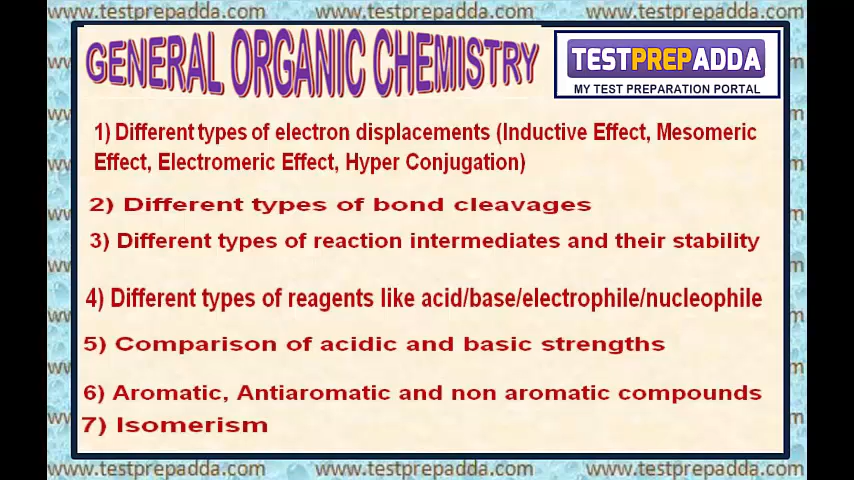 www.testprepadda.com www.testprepadda.com www.testprepadda.com
GENERAL ORGANIC CHEMISTRY
TESTPREPADDA
MY TEST PREPARATION PORTAL
1) Different types of electron displacements (Inductive Effect, Mesomeric
Effect, Electromeric Effect, Hyper Conjugation)
2) Different types of bond cleavages
3) Different types of reaction intermediates and their stability
4) Different types of reagents like acid/base/electrophile/nucleophile
5) Comparison of acidic and basic strengths
6) Aromatic, Antiaromatic and non aromatic compounds
7) Isomerism
www.testprepadda.com www.testprepadda.com www.testprepadda.com